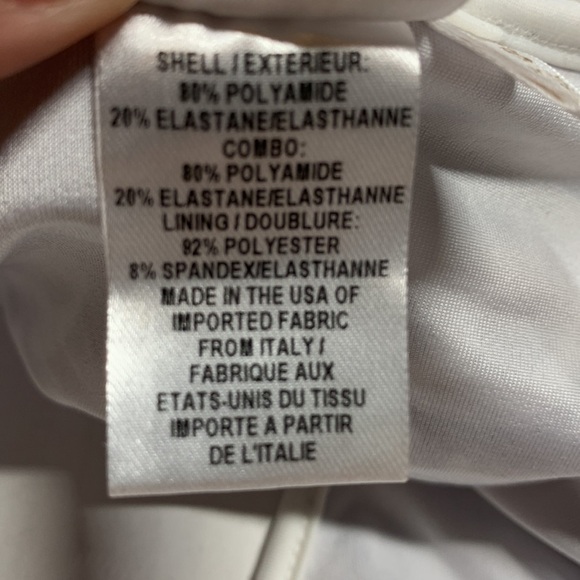 SHELL / EXTERIEUR:
80% POLYAMIDE
20% ELASTANE/ELASTHANNE
COMBO:
80% POLYAMIDE
20% ELASTANE/ELASTHANNE
LINING / DOUBLURE:
92% POLYESTER
8% SPANDEX/ELASTHANNE
MADE IN THE USA OF
IMPORTED FABRIC
FROM ITALY /
FABRIQUE AUX
ETATS-UNIS DU TISSU
IMPORTE A PARTIR
DE L'ITALIE